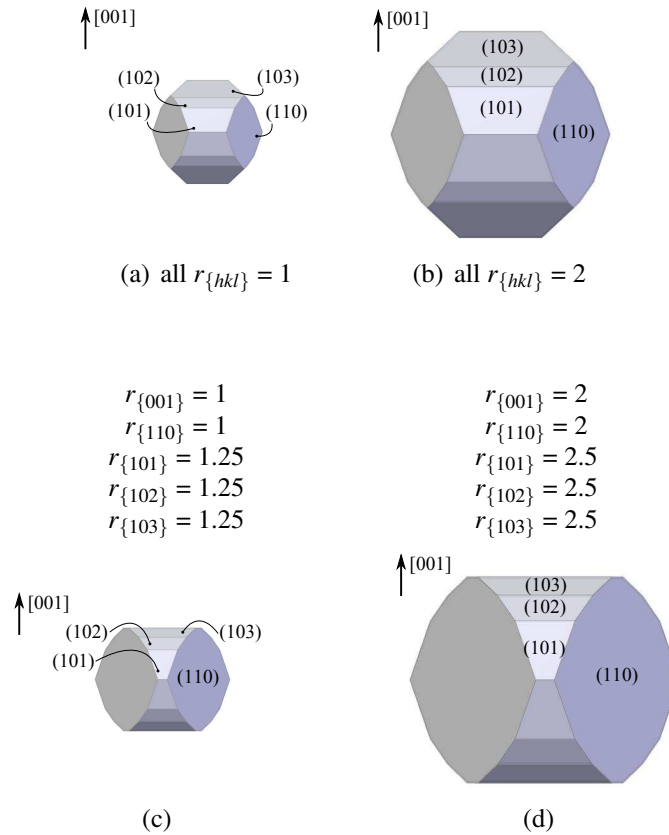 [001]
(102)
(103)
(101)
(110)
(a) all r{hkl} = 1
[001]
(103)
(102)
(101)
(110)
(b) all r{hkl} = 2
r{001} = 1
r{110} = 1
r{101} = 1.25
r{102} = 1.25
r{103} = 1.25
[001]
(102)
(103)
(101)
(110)
(c)
r{001} = 2
r{110} = 2
r{101} = 2.5
r{102} = 2.5
r{103} = 2.5
[001]
(103)
(102)
(101)
(110)
(d)